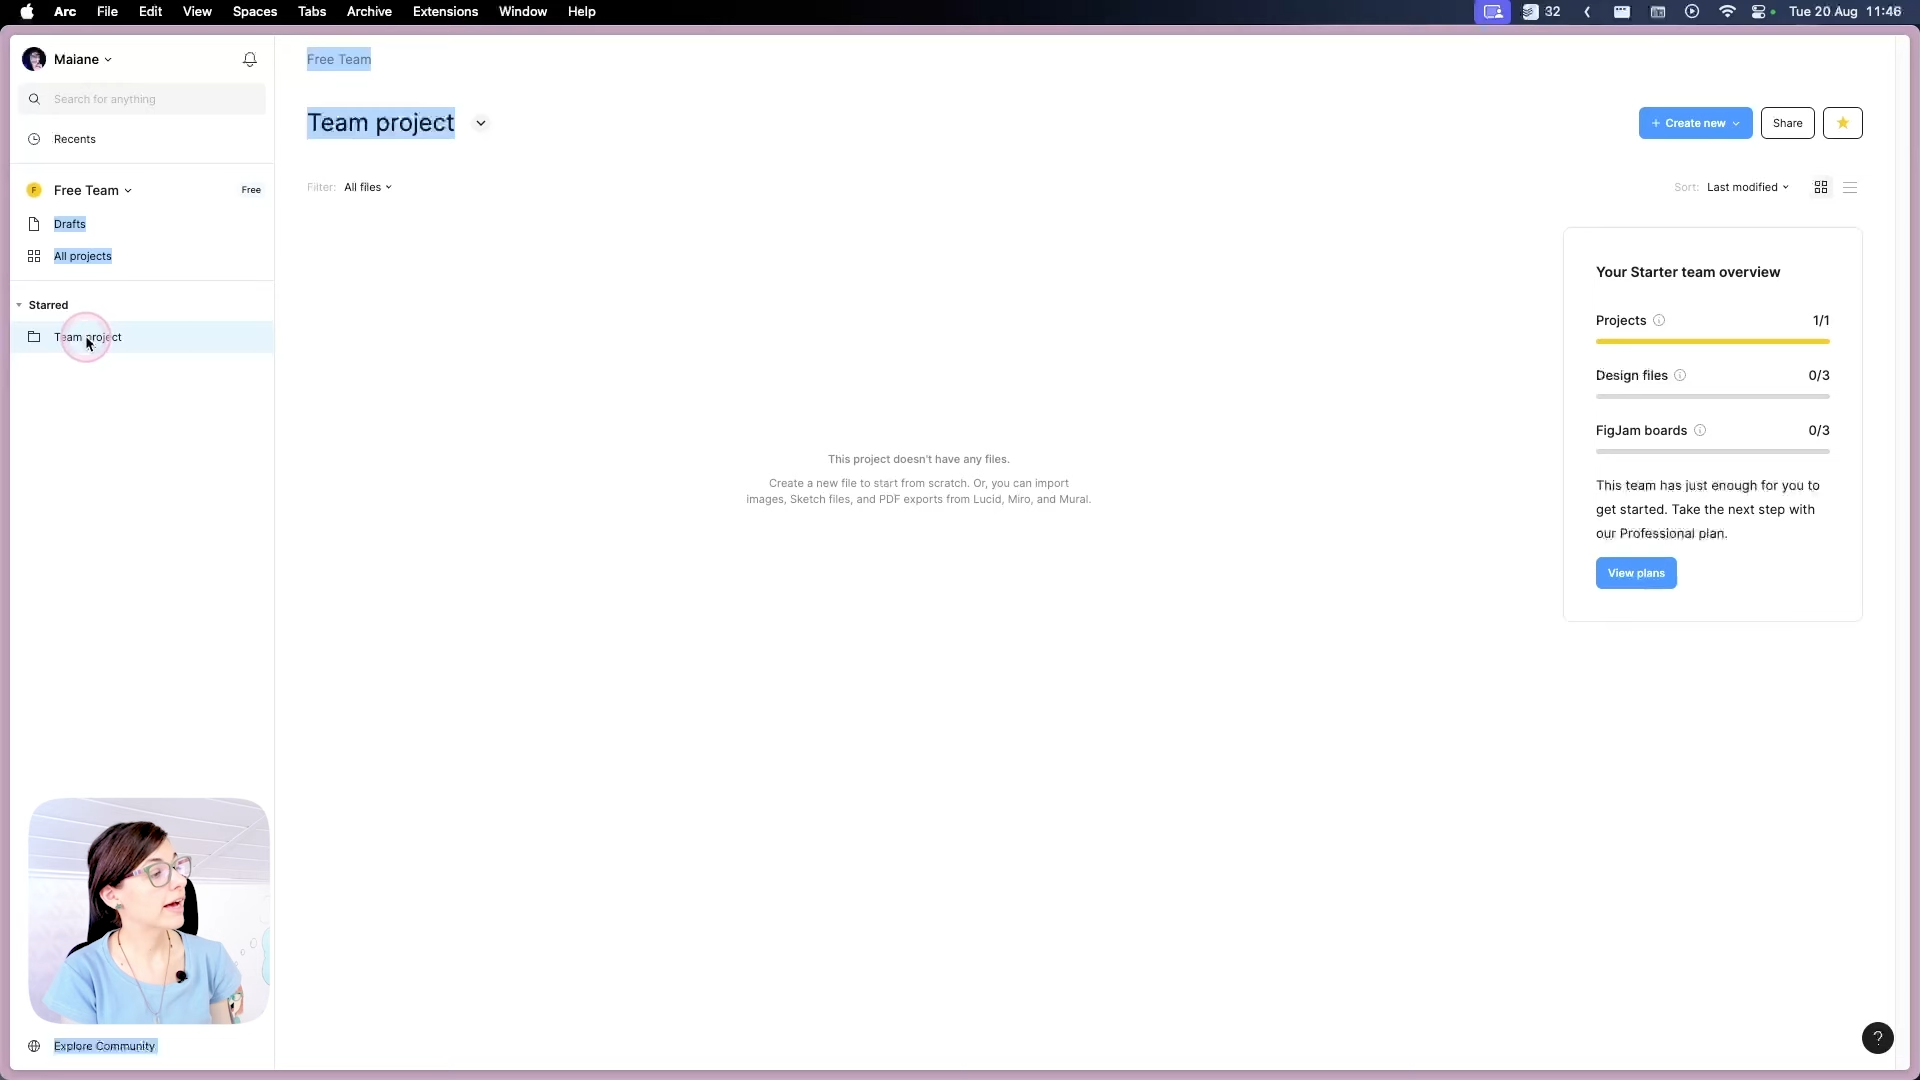 Arc File Edit View Spaces Tabs Archive Extensions Window Help
32
Tue 20 Aug 11:46
Maiane
Search for anything
Recents
F
Free Team
Free
Drafts
All projects
Starred
Team project
Explore Community
Free Team
Team project
+ Create new
Share
Filter: All files
Sort: Last modified
This project doesn't have any files.
Create a new file to start from scratch. Or, you can import
images, Sketch files, and PDF exports from Lucid, Miro, and Mural.
Your Starter team overview
Projects 1/1
Design files 0/3
FigJam boards 0/3
This team has just enough for you to
get started. Take the next step with
our Professional plan.
View plans
?